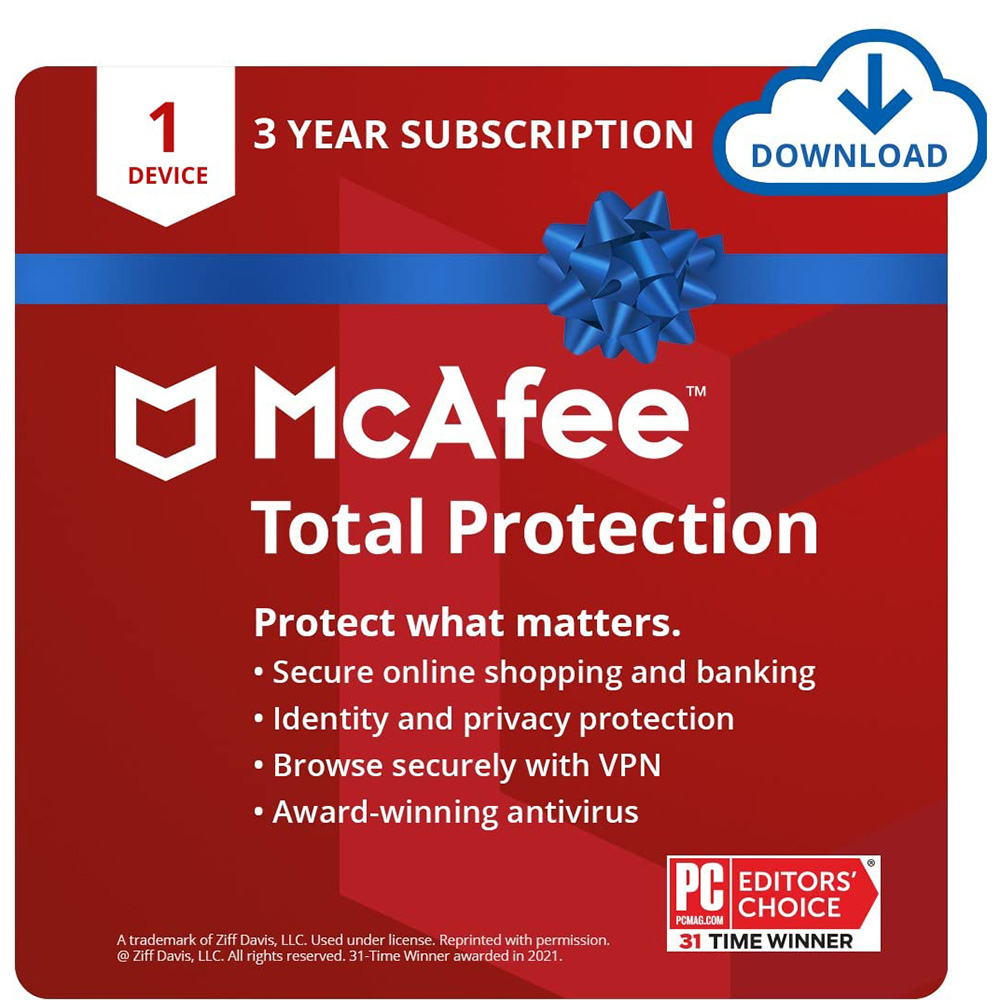 1
DEVICE
3 YEAR SUBSCRIPTION
DOWNLOAD
McAfee™
Total Protection
Protect what matters.
• Secure online shopping and banking
• Identity and privacy protection
• Browse securely with VPN
• Award-winning antivirus
PC
PCMAG.COM
EDITORS’
CHOICE
®
31 TIME WINNER
A trademark of Ziff Davis, LLC. Used under license. Reprinted with permission.
@ Ziff Davis, LLC. All rights reserved. 31-Time Winner awarded in 2021.